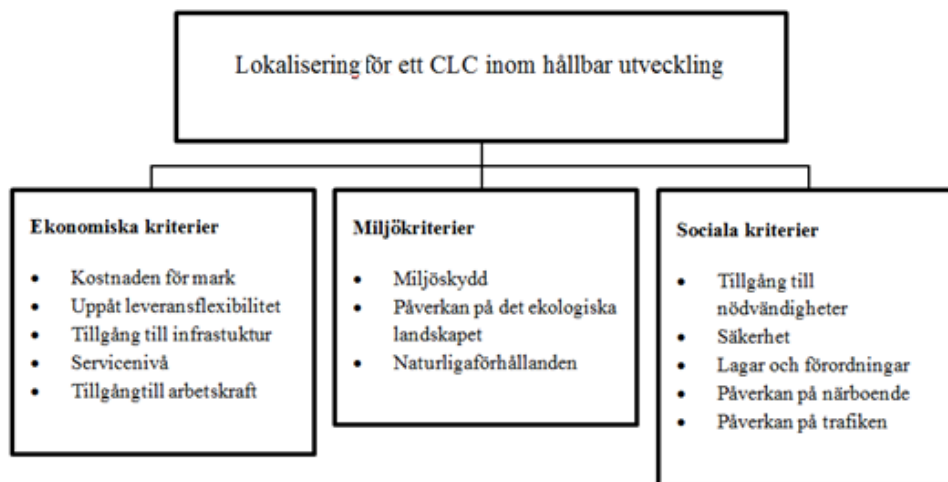 Lokalisering för ett CLC inom hållbar utveckling
Ekonomiska kriterier
• Kostnaden för mark
• Uppåt leveransflexibilitet
• Tillgång till infrastuktur
• Servicenivå
• Tillgångtill arbetskraft
Miljökriterier
• Miljöskydd
• Påverkan på det ekologiska
landskapet
• Naturligaförhållanden
Sociala kriterier
• Tillgång till
nödvändigheter
• Säkerhet
• Lagar och förordningar
• Påverkan på närboende
• Påverkan på trafiken